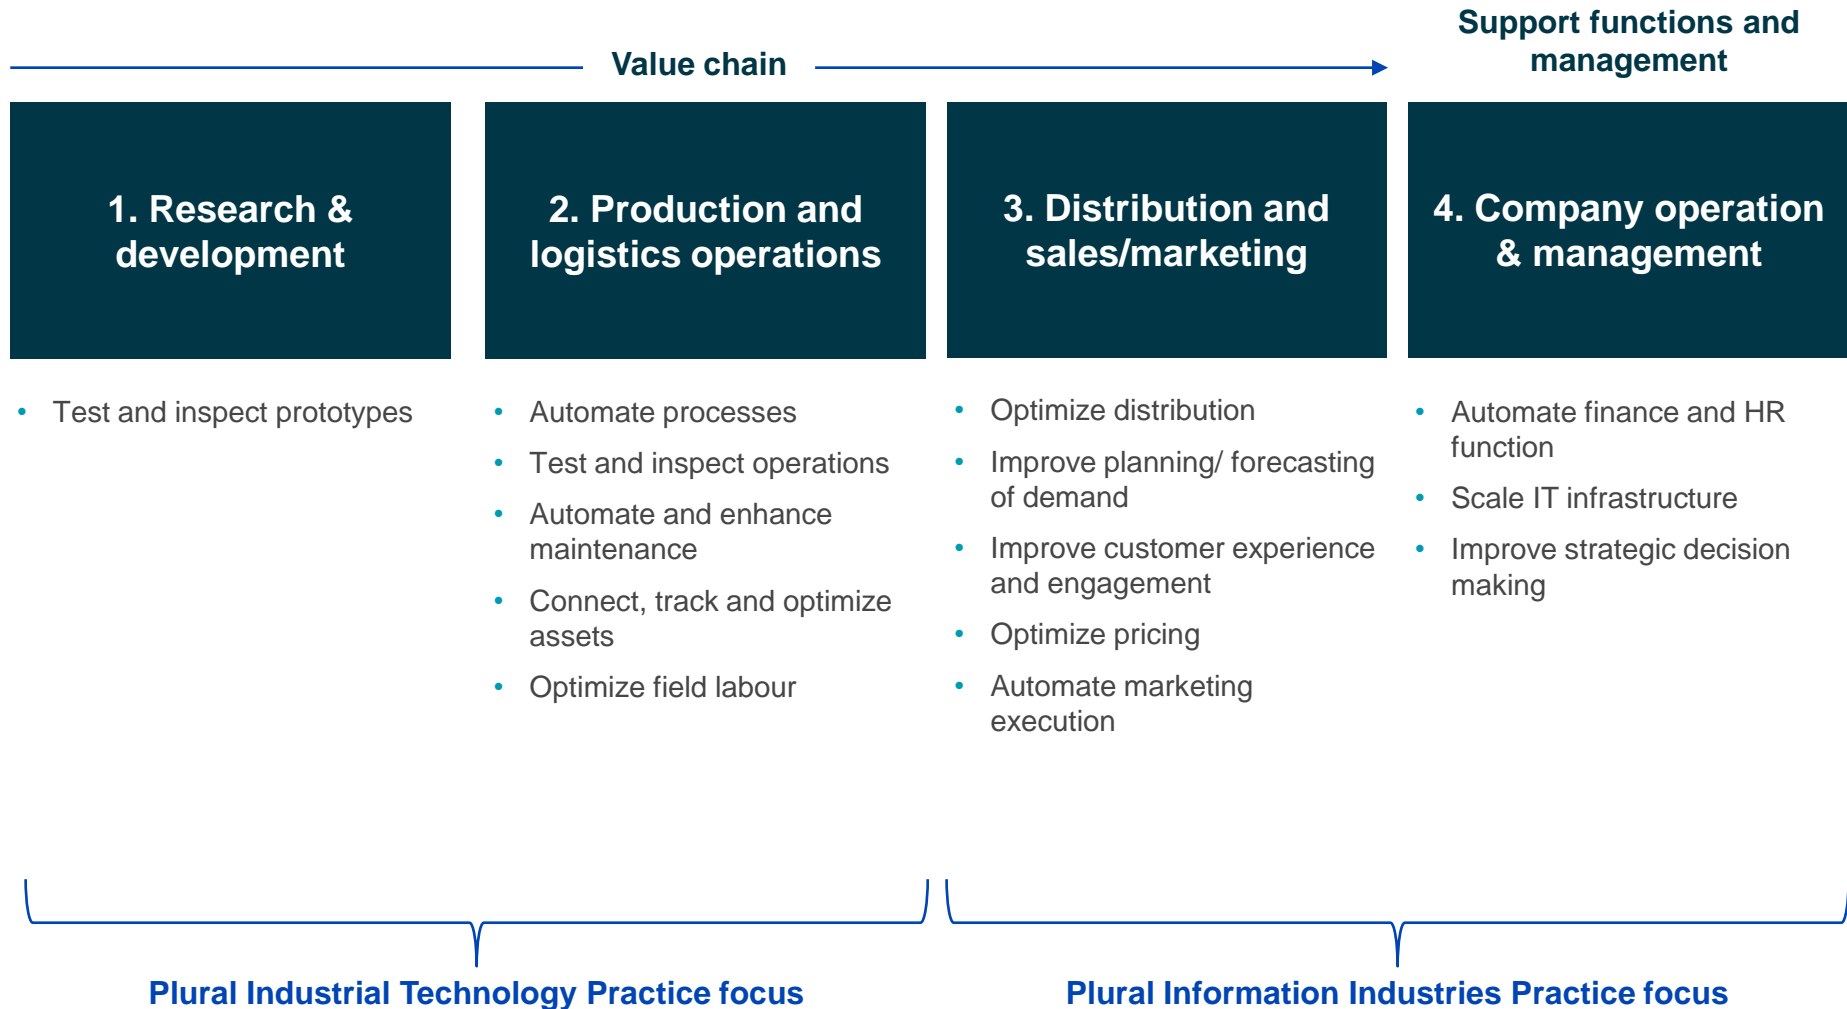 Value chain
Support functions and
management
1. Research &
development
2. Production and
logistics operations
3. Distribution and
sales/marketing
4. Company operation
& management
• Test and inspect prototypes
• Automate processes
• Test and inspect operations
• Automate and enhance
maintenance
• Connect, track and optimize
assets
• Optimize field labour
• Optimize distribution
• Improve planning/ forecasting
of demand
• Improve customer experience
and engagement
• Optimize pricing
• Automate marketing
execution
• Automate finance and HR
function
• Scale IT infrastructure
• Improve strategic decision
making
Plural Industrial Technology Practice focus
Plural Information Industries Practice focus